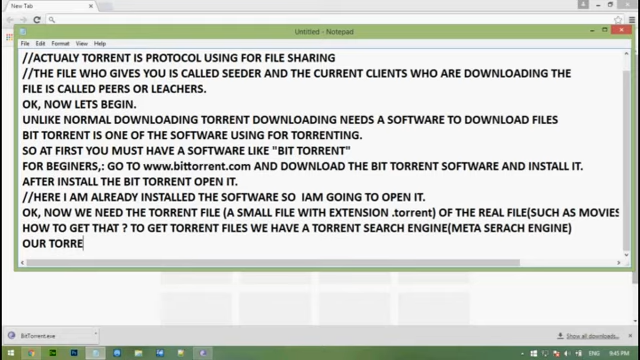 New Tab
Untitled - Notepad
File Edit Format View Help
//ACTUALY TORRENT IS PROTOCOL USING FOR FILE SHARING
//THE FILE WHO GIVES YOU IS CALLED SEEDER AND THE CURRENT CLIENTS WHO ARE DOWNLOADING THE
FILE IS CALLED PEERS OR LEACHERS.
OK, NOW LETS BEGIN.
UNLIKE NORMAL DOWNLOADING TORRENT DOWNLOADING NEEDS A SOFTWARE TO DOWNLOAD FILES
BIT TORRENT IS ONE OF THE SOFTWARE USING FOR TORRENTING.
SO AT FIRST YOU MUST HAVE A SOFTWARE LIKE "BIT TORRENT"
FOR BEGINERS,: GO TO www.bittorrent.com AND DOWNLOAD THE BIT TORRENT SOFTWARE AND INSTALL IT.
AFTER INSTALL THE BIT TORRENT OPEN IT.
//HERE I AM ALREADY INSTALLED THE SOFTWARE SO IAM GOING TO OPEN IT.
OK, NOW WE NEED THE TORRENT FILE (A SMALL FILE WITH EXTENSION .torrent) OF THE REAL FILE(SUCH AS MOVIES
HOW TO GET THAT ? TO GET TORRENT FILES WE HAVE A TORRENT SEARCH ENGINE(META SERACH ENGINE)
OUR TORRE
BitTorrent.exe
Show all downloads...
ENG
9:45 PM